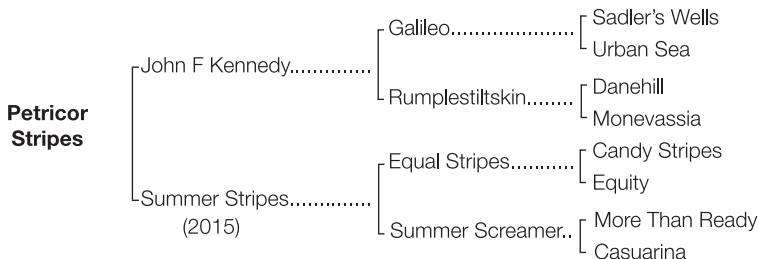 Sadler’s Wells
Galileo
Urban Sea
John F Kennedy
Danehill
Rumplestiltskin
Monevassia
Petricor
Stripes
Candy Stripes
Equal Stripes
Equity
Summer Stripes
(2015)
More Than Ready
Summer Screamer
Casuarina